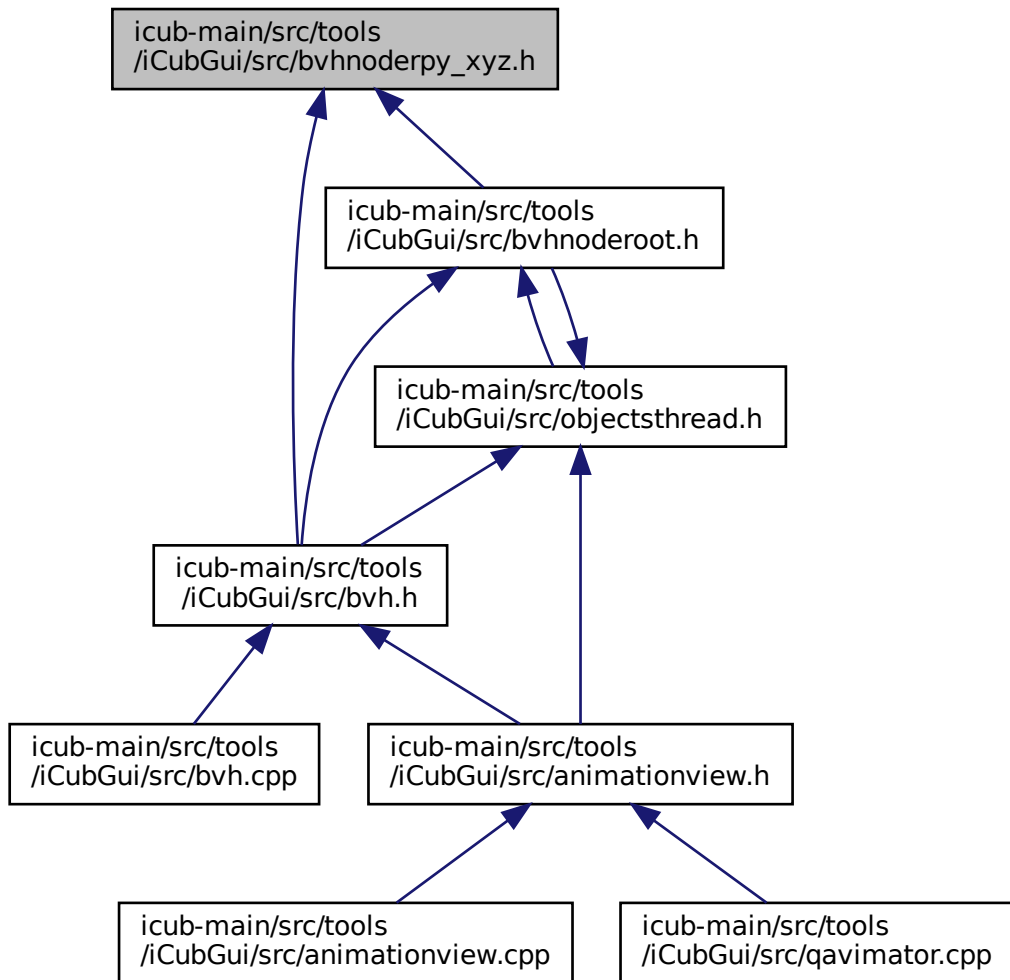 icub-main/src/tools
/iCubGui/src/bvhnoderpy_xyz.h
icub-main/src/tools
/iCubGui/src/bvhnoderoot.h
icub-main/src/tools
/iCubGui/src/objectsthread.h
icub-main/src/tools
/iCubGui/src/bvh.h
icub-main/src/tools
/iCubGui/src/bvh.cpp
icub-main/src/tools
/iCubGui/src/animationview.h
icub-main/src/tools
/iCubGui/src/animationview.cpp
icub-main/src/tools
/iCubGui/src/qavimator.cpp